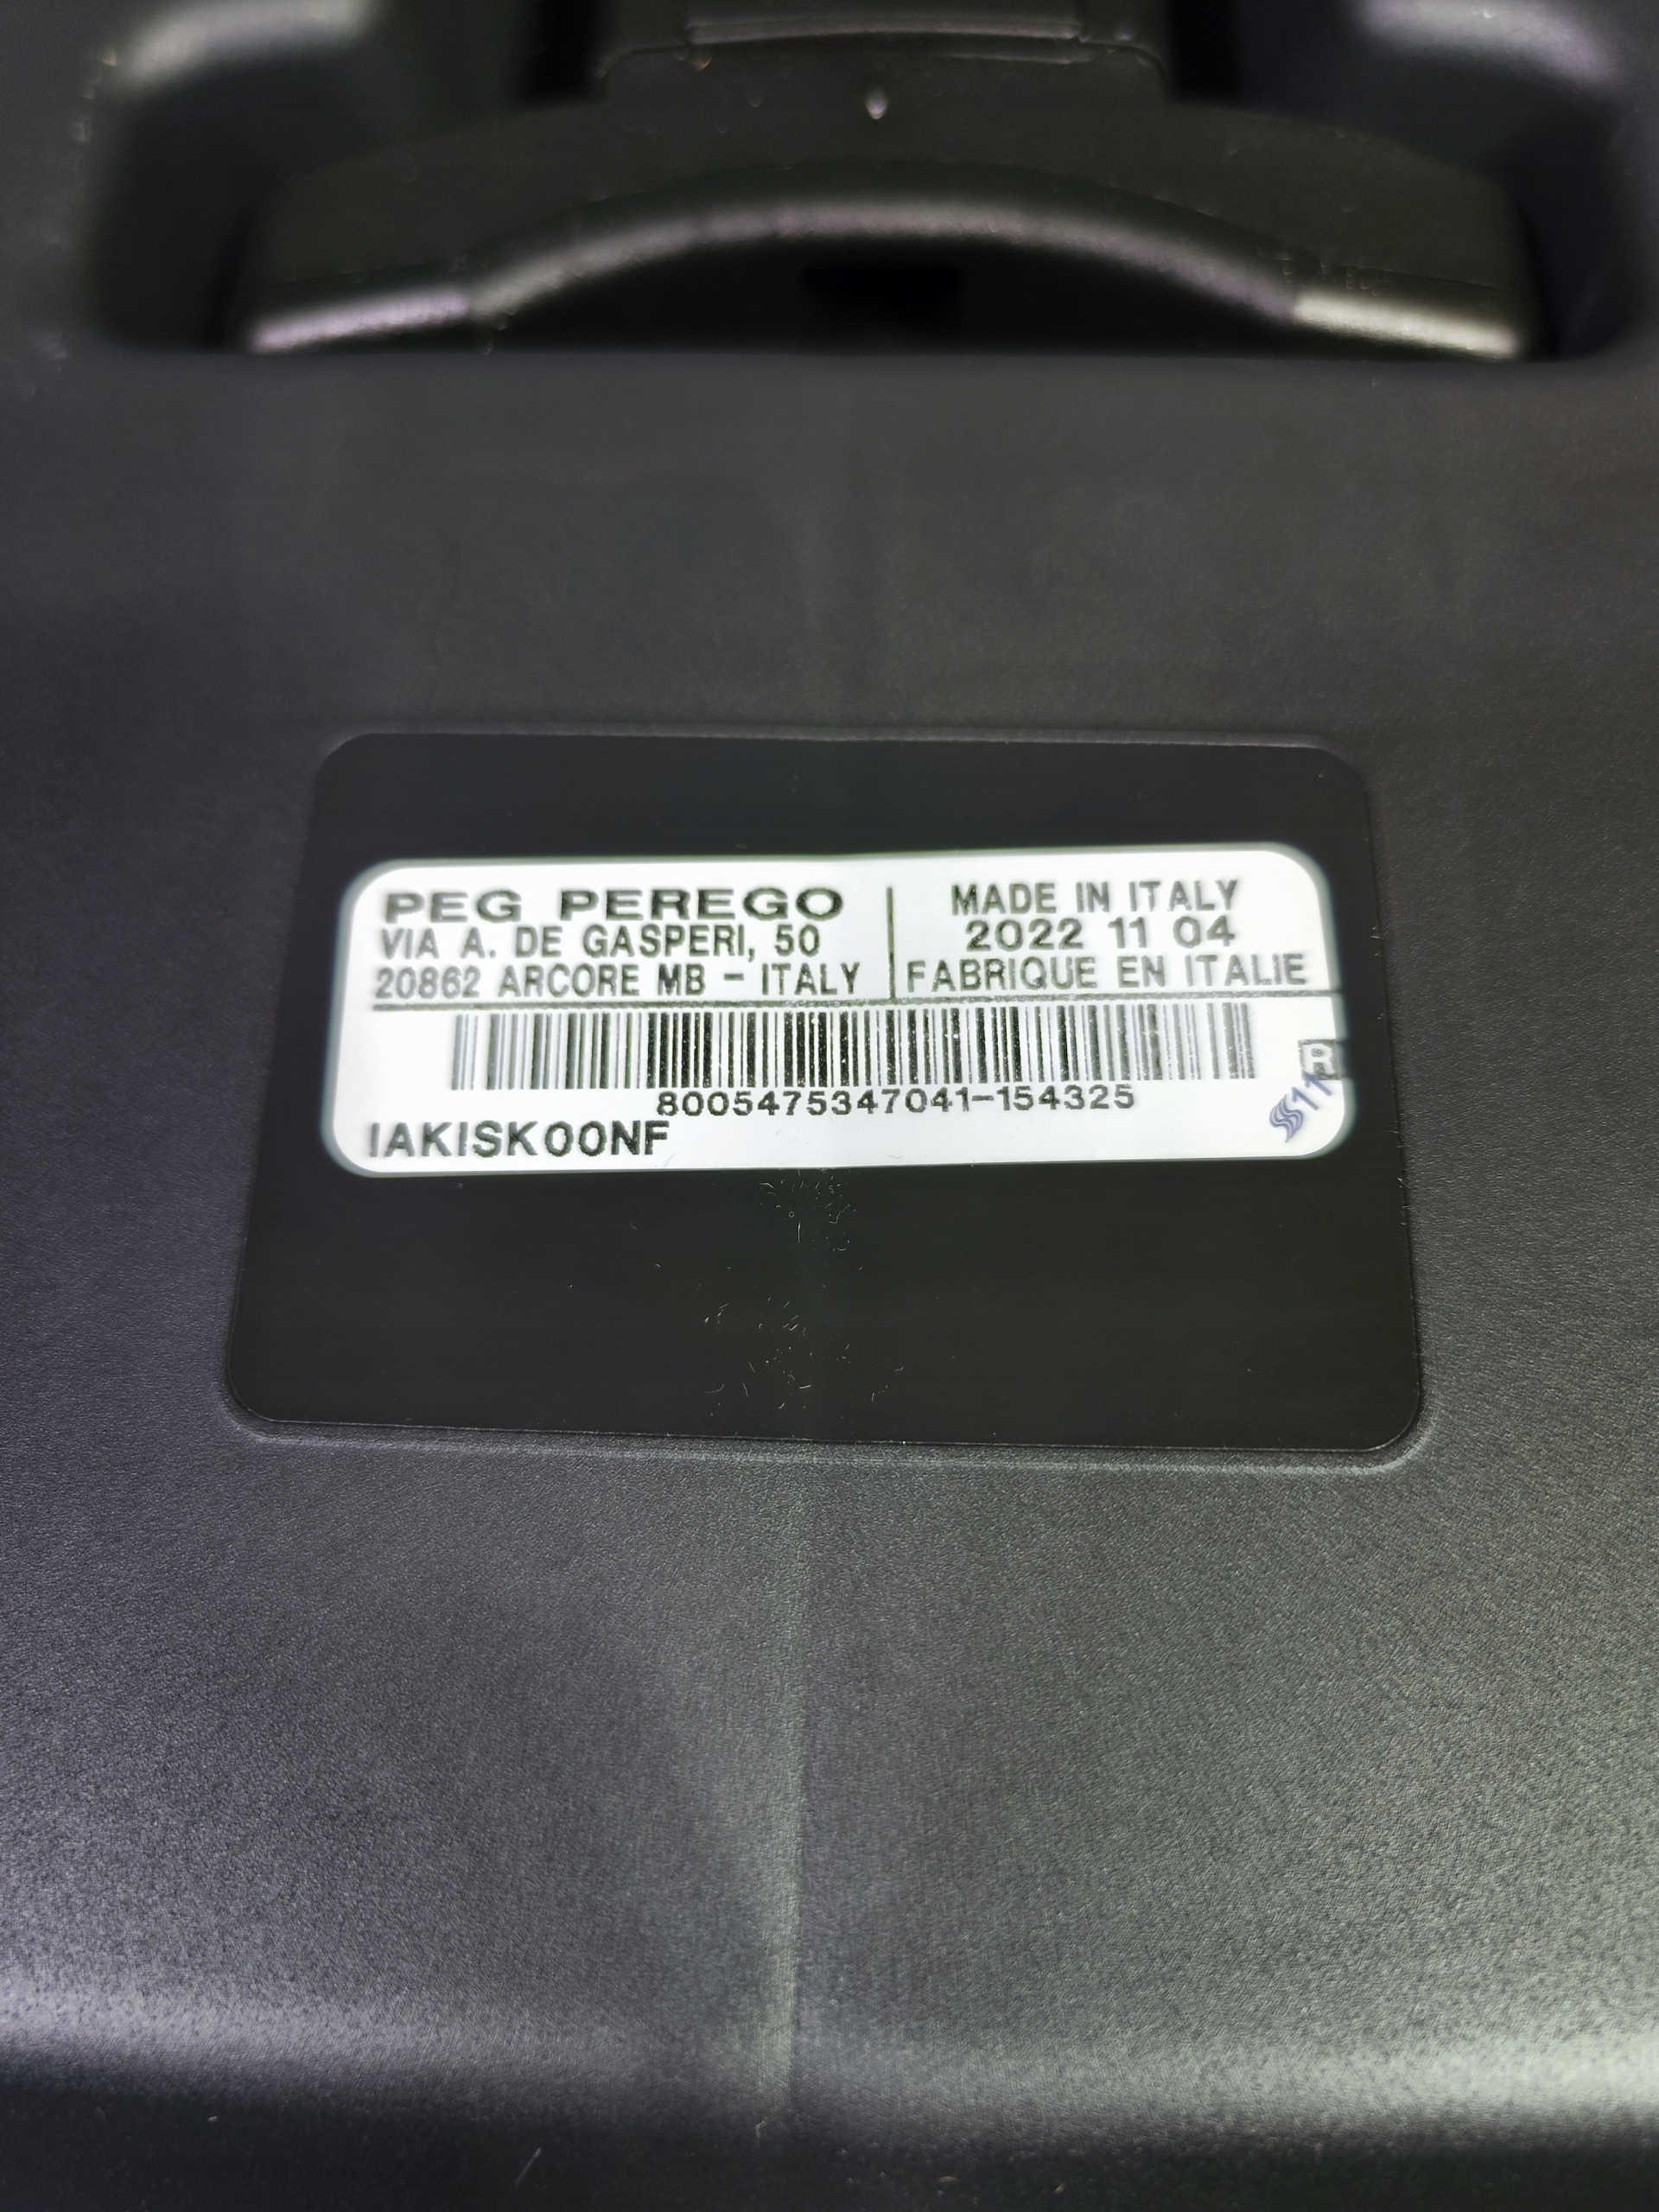 PEG PEREGO
VIA A. DE GASPERI, 50
20862 ARCORE MB - ITALY
MADE IN ITALY
2022 11 04
FABRIQUE EN ITALIE
8005475347041-154325
IAKISK00NF
R
11